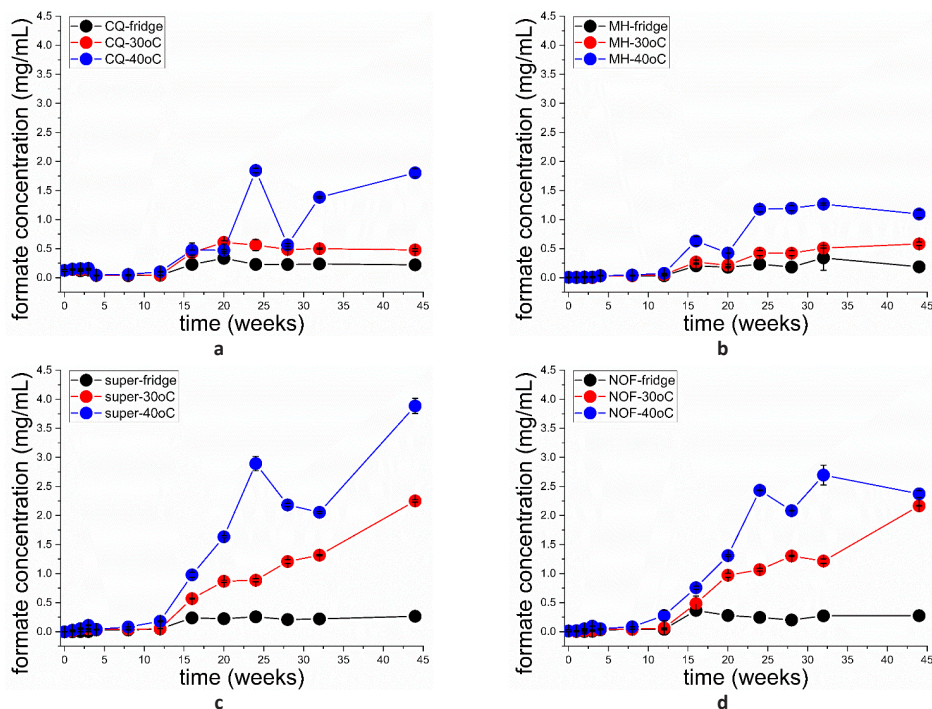 CQ-fridge
CQ-30oC
CQ-40oC
formate concentration (mg/mL)
4.5
4.0
3.5
3.0
2.5
2.0
1.5
1.0
0.5
0.0
0 5 10 15 20 25 30 35 40 45
time (weeks)
a
MH-fridge
MH-30oC
MH-40oC
formate concentration (mg/mL)
4.5
4.0
3.5
3.0
2.5
2.0
1.5
1.0
0.5
0.0
0 5 10 15 20 25 30 35 40 45
time (weeks)
b
super-fridge
super-30oC
super-40oC
formate concentration (mg/mL)
4.5
4.0
3.5
3.0
2.5
2.0
1.5
1.0
0.5
0.0
0 5 10 15 20 25 30 35 40 45
time (weeks)
c
NOF-fridge
NOF-30oC
NOF-40oC
formate concentration (mg/mL)
4.5
4.0
3.5
3.0
2.5
2.0
1.5
1.0
0.5
0.0
0 5 10 15 20 25 30 35 40 45
time (weeks)
d